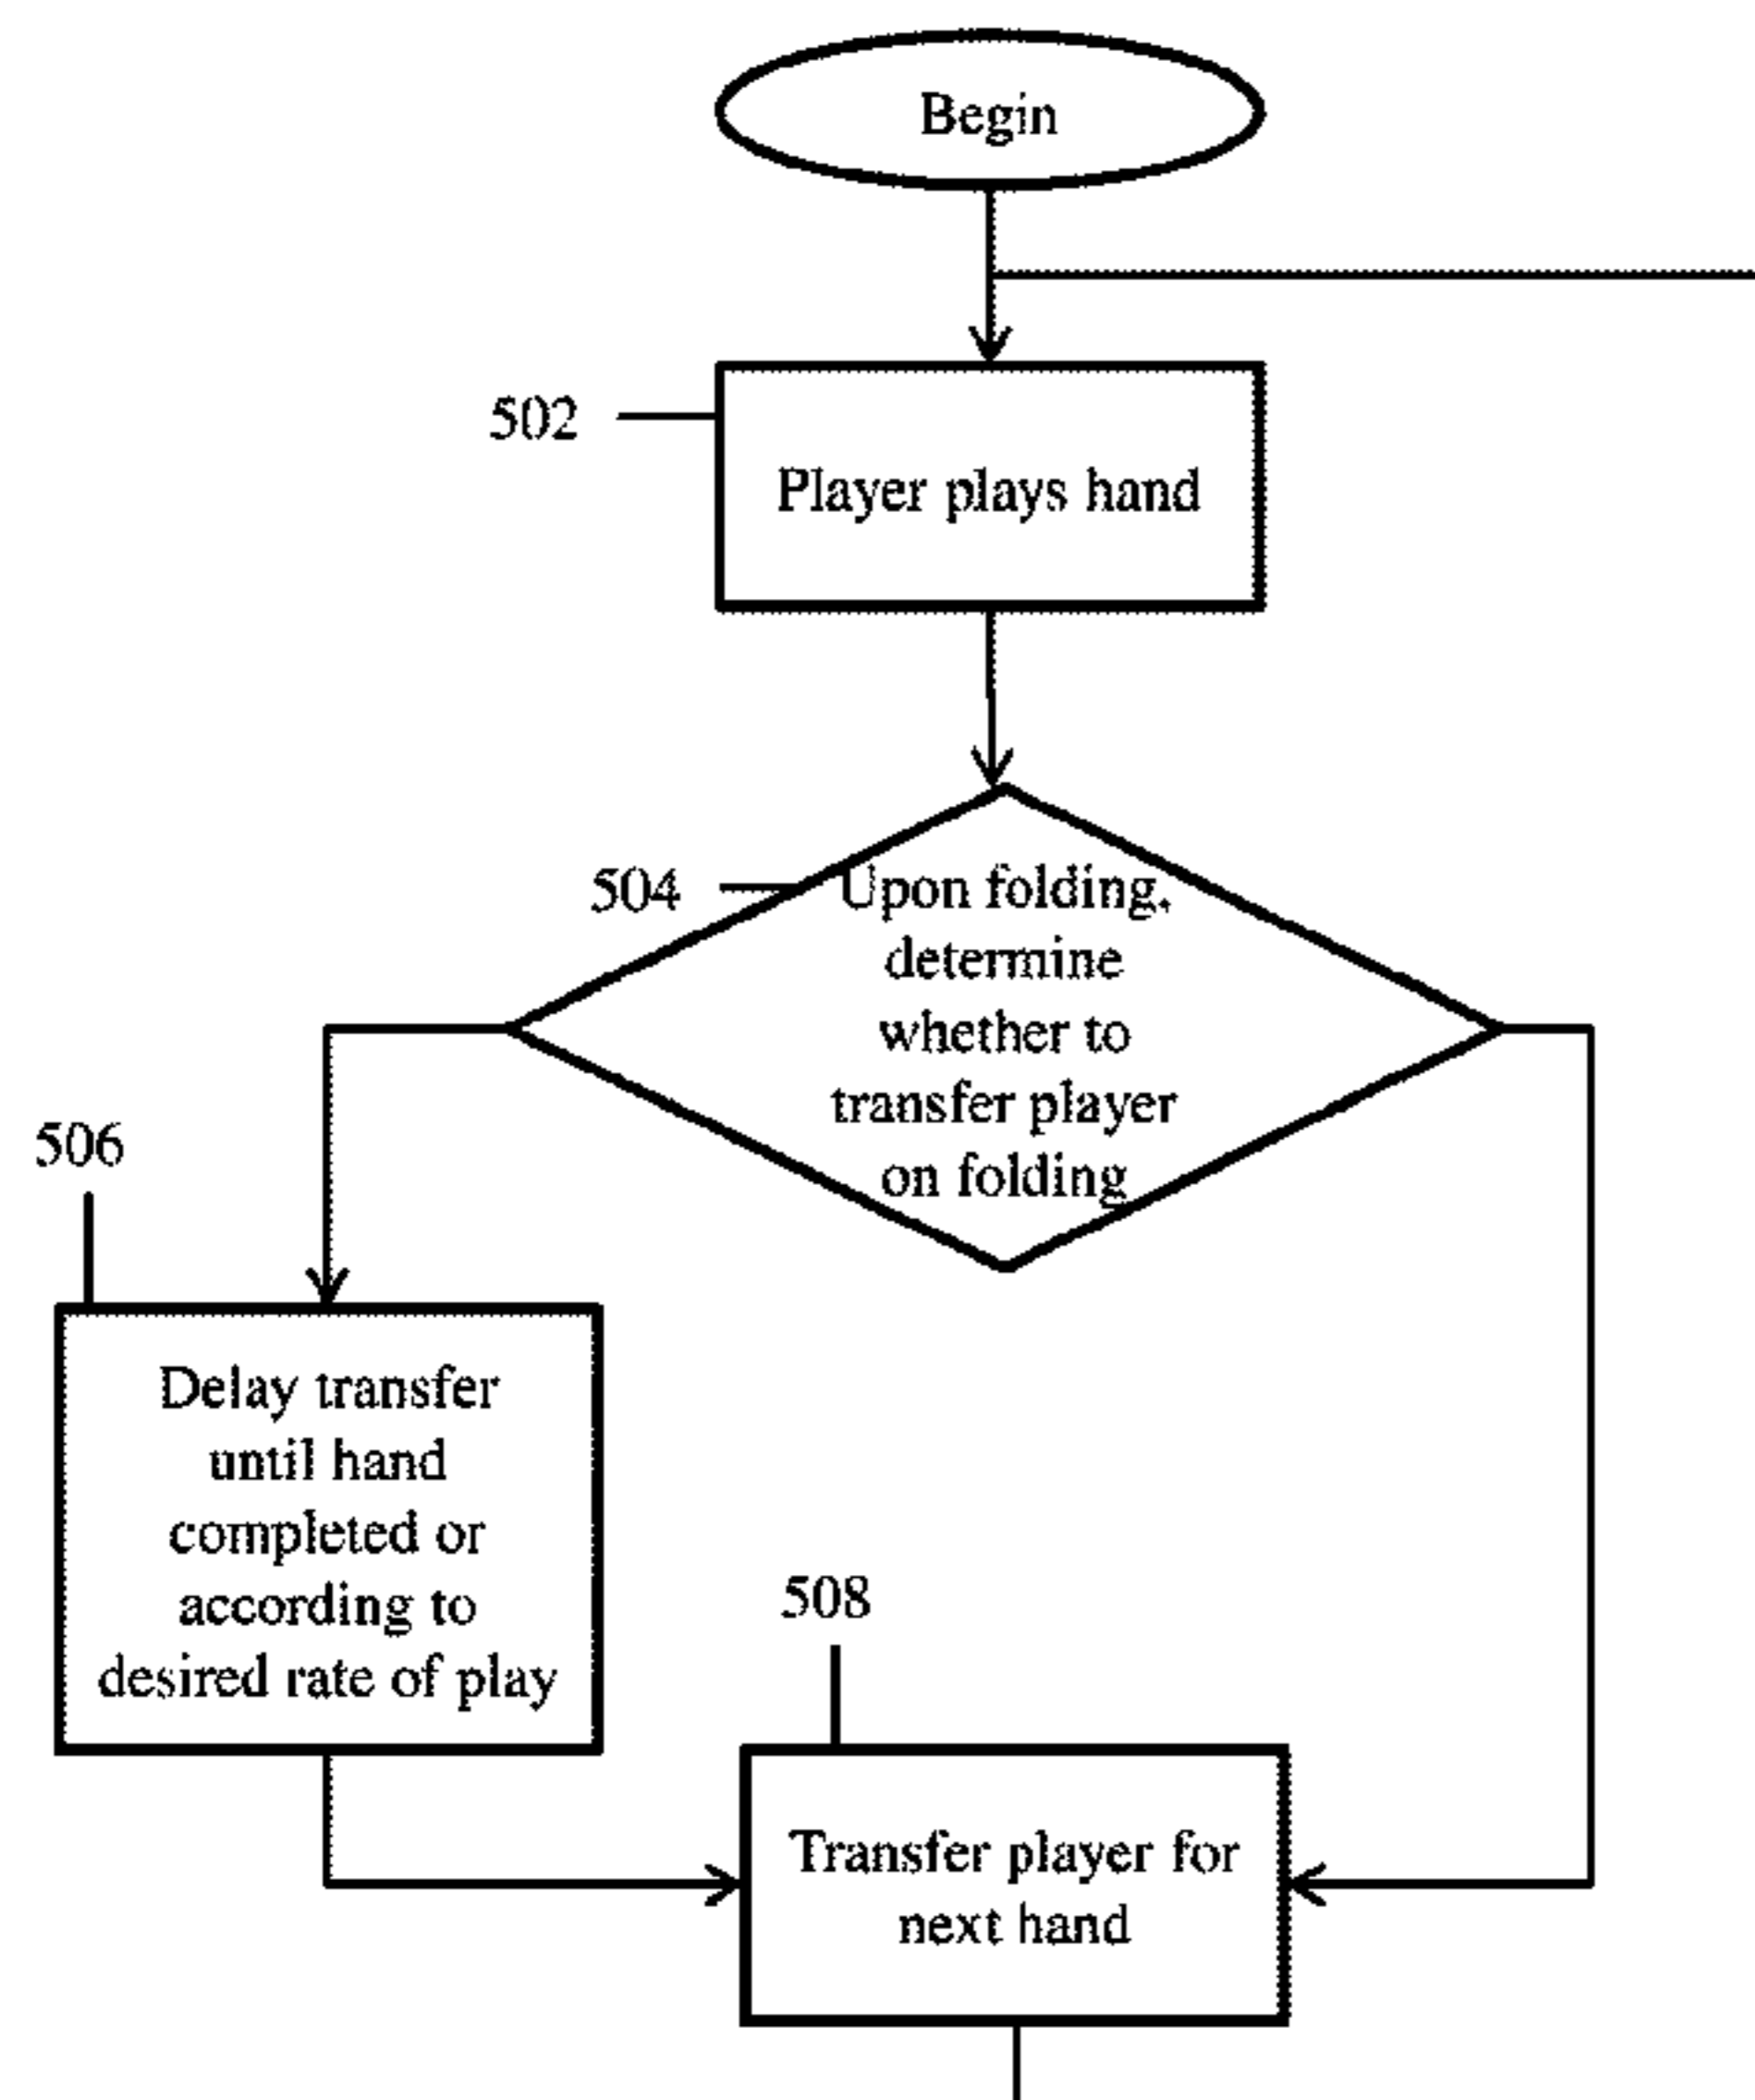 Begin
502
Player plays hand
504
Upon folding,
determine
whether to
transfer player
on folding
506
Delay transfer
until hand
completed or
according to
desired rate of play
508
Transfer player for
next hand